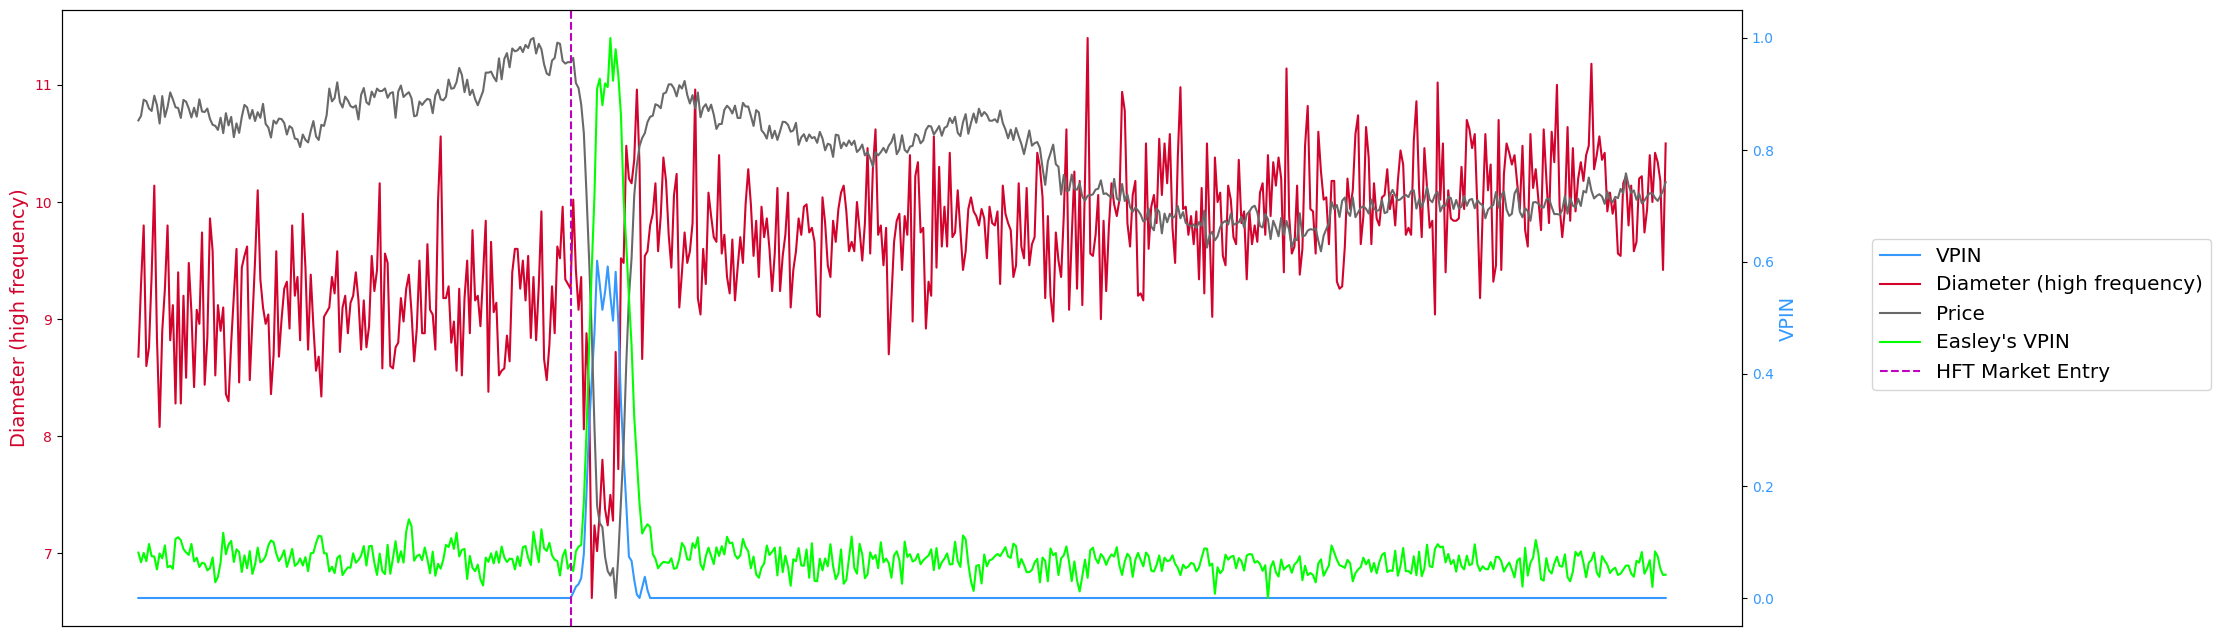 Diameter (high frequency)
11
10
9
8
7
1.0
0.8
0.6
0.4
0.2
0.0
VPIN
VPIN
Diameter (high frequency)
Price
Easley's VPIN
HFT Market Entry